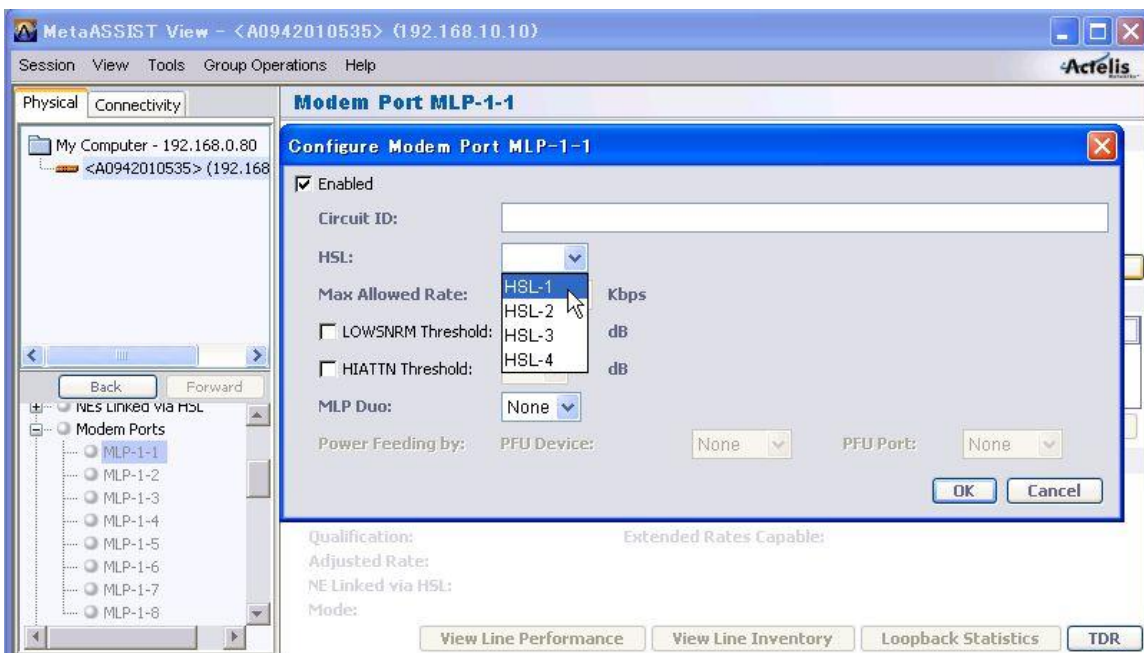 MetaASSIST View - <A0942010535> (192.168.10.10)
Session View Tools Group Operations Help
Actelis
Physical Connectivity
My Computer - 192.168.0.80
<A0942010535> (192.168
Back Forward
NEs Linked via HSL
Modem Ports
MLP-1-1
MLP-1-2
MLP-1-3
MLP-1-4
MLP-1-5
MLP-1-6
MLP-1-7
MLP-1-8
Modem Port MLP-1-1
Configure Modem Port MLP-1-1
Enabled
Circuit ID:
HSL:
HSL-1
HSL-2
HSL-3
HSL-4
Max Allowed Rate: Kbps
LOWSNRM Threshold: dB
HIATTN Threshold: dB
MLP Duo: None
Power Feeding by: PFU Device: None PFU Port: None
OK Cancel
Qualification: Extended Rates Capable:
Adjusted Rate:
NE Linked via HSL:
Mode:
View Line Performance View Line Inventory Loopback Statistics TDR